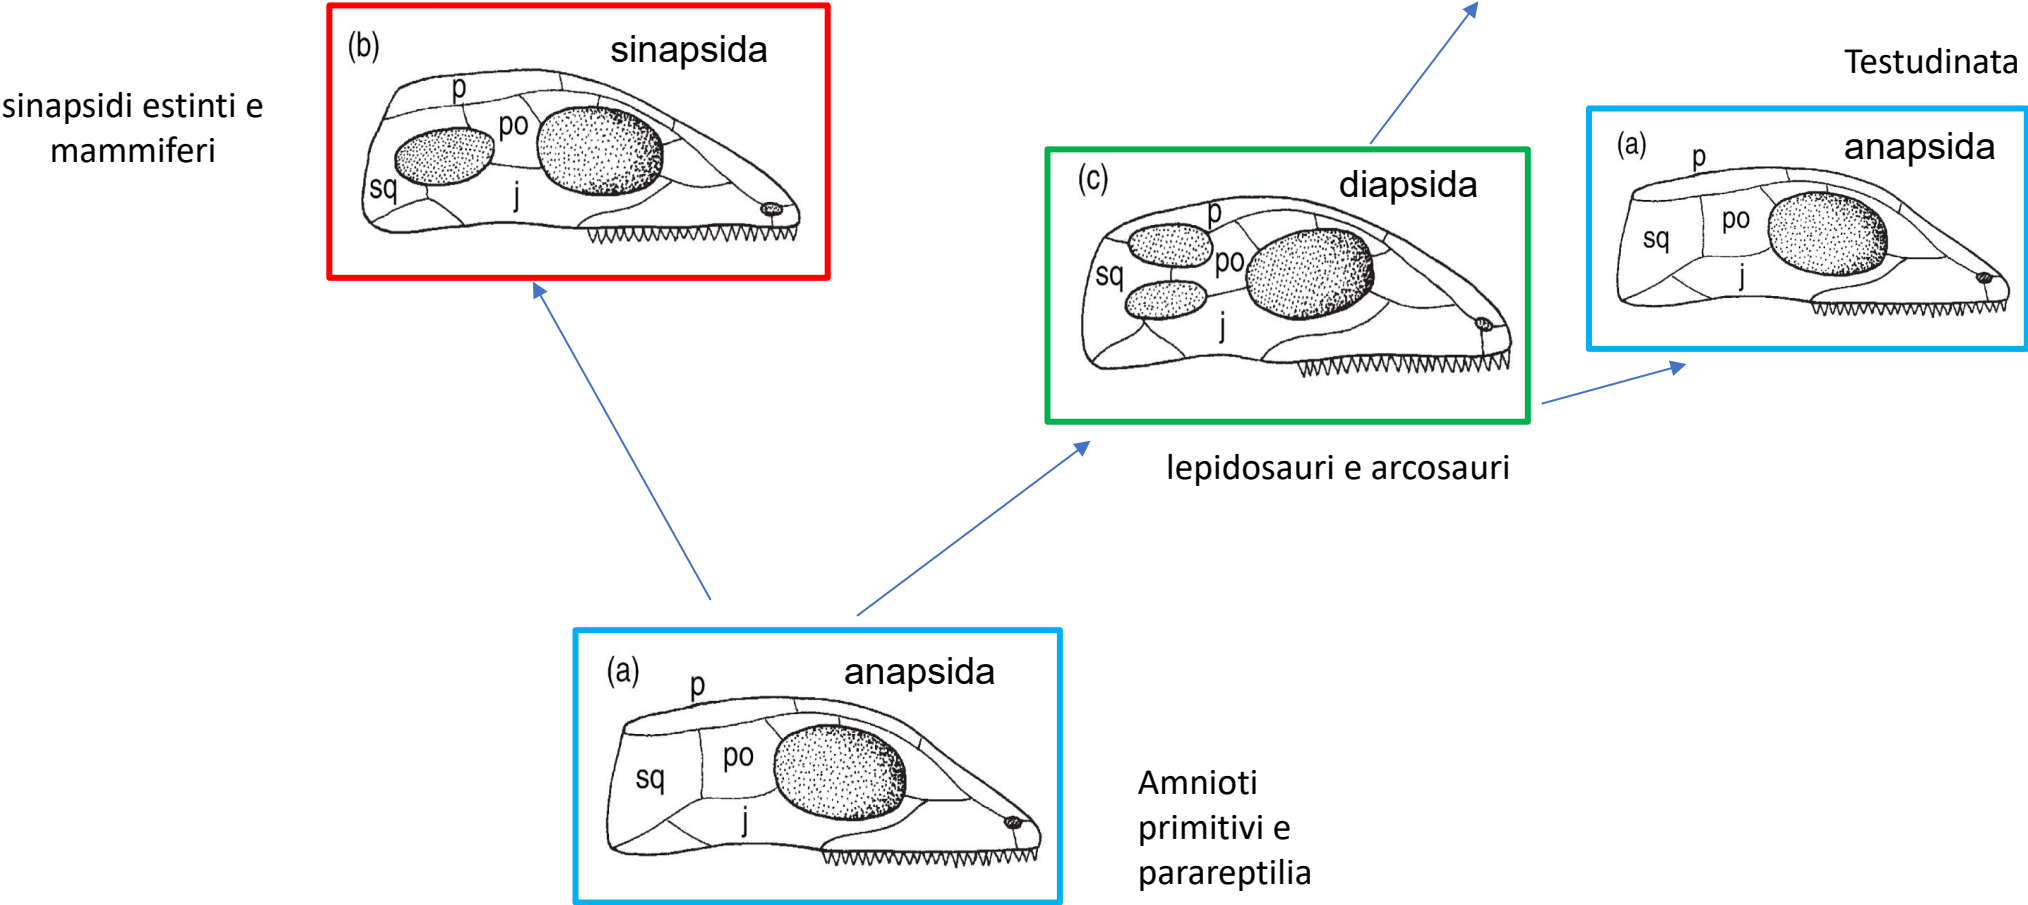 sinapsidi estinti e
mammiferi
(b)
sinapsida
p
po
sq
j
(c)
diapsida
p
po
sq
j
lepidosauri e arcosauri
Testudinata
(a)
anapsida
p
po
sq
j
(a)
anapsida
p
po
sq
j
Amnioti
primitivi e
parareptilia